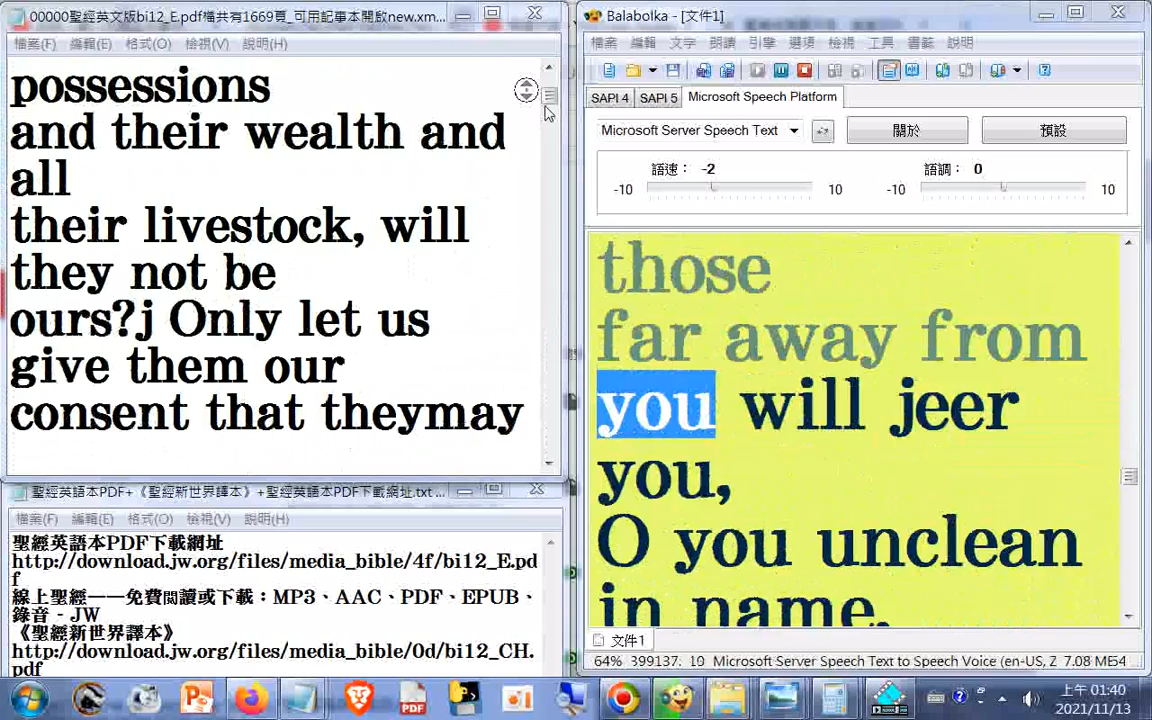 00000聖經英文版bi12_E.pdf檔共有1669頁_可用記事本開啟new.xm...
檔案(F) 編輯(E) 格式(O) 檢視(V) 說明(H)
possessions
and their wealth and
all
their livestock, will
they not be
ours?j Only let us
give them our
consent that theymay
聖經英語本PDF+《聖經新世界譯本》+聖經英語本PDF下載網址.txt ...
檔案(F) 編輯(E) 格式(O) 檢視(V) 說明(H)
聖經英語本PDF下載網址
http://download.jw.org/files/media_bible/4f/bi12_E.pd
f
線上聖經——免費閱讀或下載：MP3、AAC、PDF、EPUB、
錄音 - JW
《聖經新世界譯本》
http://download.jw.org/files/media_bible/0d/bi12_CH.
pdf
Balabolka - [文件1]
檔案 編輯 文字 朗讀 引擎 選項 檢視 工具 書籤 說明
SAPI 4 SAPI 5 Microsoft Speech Platform
Microsoft Server Speech Text 關於 預設
語速： -2 語調： 0
-10 10 -10 10
those
far away from
you will jeer
you,
O you unclean
in name.
文件1
64% 399137: 10 Microsoft Server Speech Text to Speech Voice (en-US, Z 7.08 ME54
PDF
上午 01:40
2021/11/13